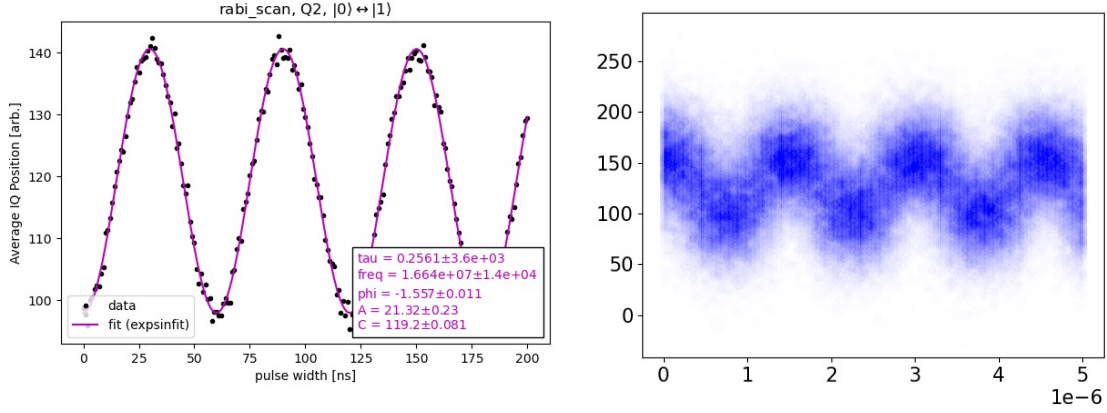 rabi_scan, Q2, |0⟩↔|1⟩
Average IQ Position [arb.]
140
130
120
110
100
tau = 0.2561±3.6e+03
freq = 1.664e+07±1.4e+04
phi = -1.557±0.011
A = 21.32±0.23
C = 119.2±0.081
data
fit (expsinfit)
0 25 50 75 100 125 150 175 200
pulse width [ns]
250
200
150
100
50
0
0 1 2 3 4 5
1e−6